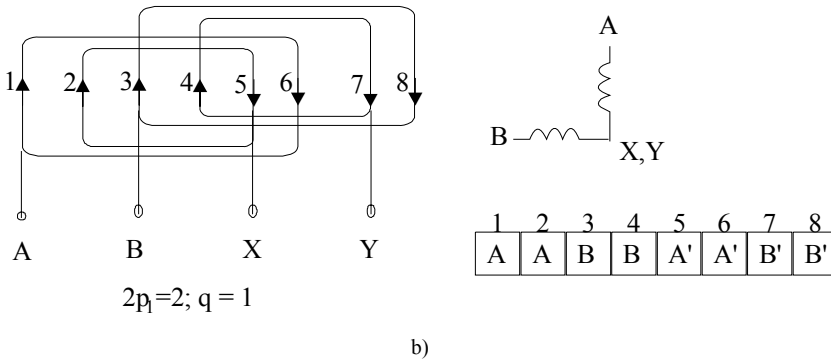 1 2 3 4 5 6 7 8
A B X Y
2p1=2; q = 1
A
B X,Y
1 2 3 4 5 6 7 8
A A B B A' A' B' B'
b)